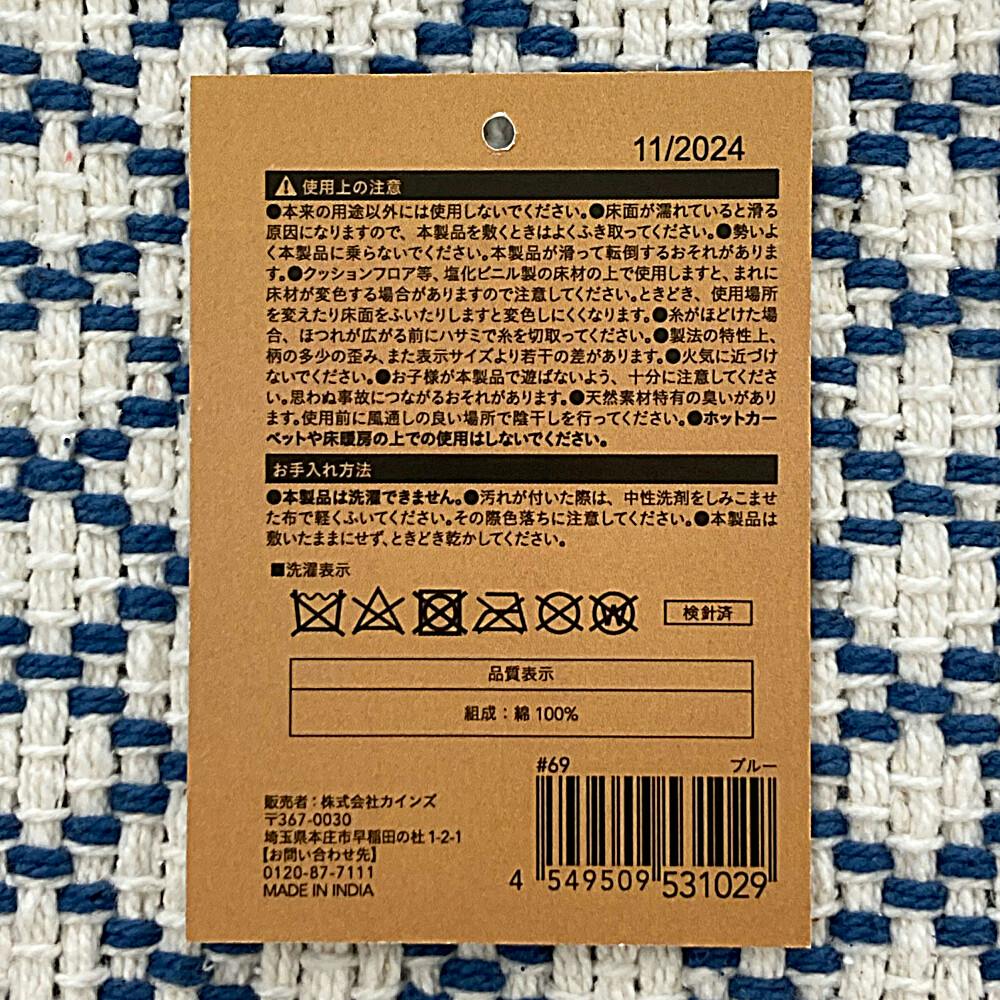 11/2024
⚠使用上の注意
●本来の用途以外には使用しないでください。●床面が濡れていると滑る
原因になりますので、本製品を敷くときはよくふき取ってください。●勢いよ
く本製品に乗らないでください。本製品が滑って転倒するおそれがありま
す。●クッションフロア等、塩化ビニル製の床材の上で使用しますと、まれに
床材が変色する場合がありますので注意してください。ときどき、使用場所
を変えたり床面をふいたりしますと変色しにくくなります。●糸がほどけた場
合、ほつれが広がる前にハサミで糸を切取ってください。●製法の特性上、
柄の多少の歪み、また表示サイズより若干の差があります。●火気に近づけ
ないでください。●お子様が本製品で遊ばないよう、十分に注意してくださ
い。思わぬ事故につながるおそれがあります。●天然素材特有の臭いがあり
ます。使用前に風通しの良い場所で陰干しを行ってください。●ホットカー
ペットや床暖房の上での使用はしないでください。
お手入れ方法
●本製品は洗濯できません。●汚れが付いた際は、中性洗剤をしみこませ
た布で軽くふいてください。その際色落ちに注意してください。●本製品は
敷いたままにせず、ときどき乾かしてください。
■洗濯表示
W
検針済
品質表示
組成：綿 100%
#69 ブルー
販売者：株式会社カインズ
〒367-0030
埼玉県本庄市早稲田の杜 1-2-1
【お問い合わせ先】
0120-87-7111
MADE IN INDIA
4 549509 531029